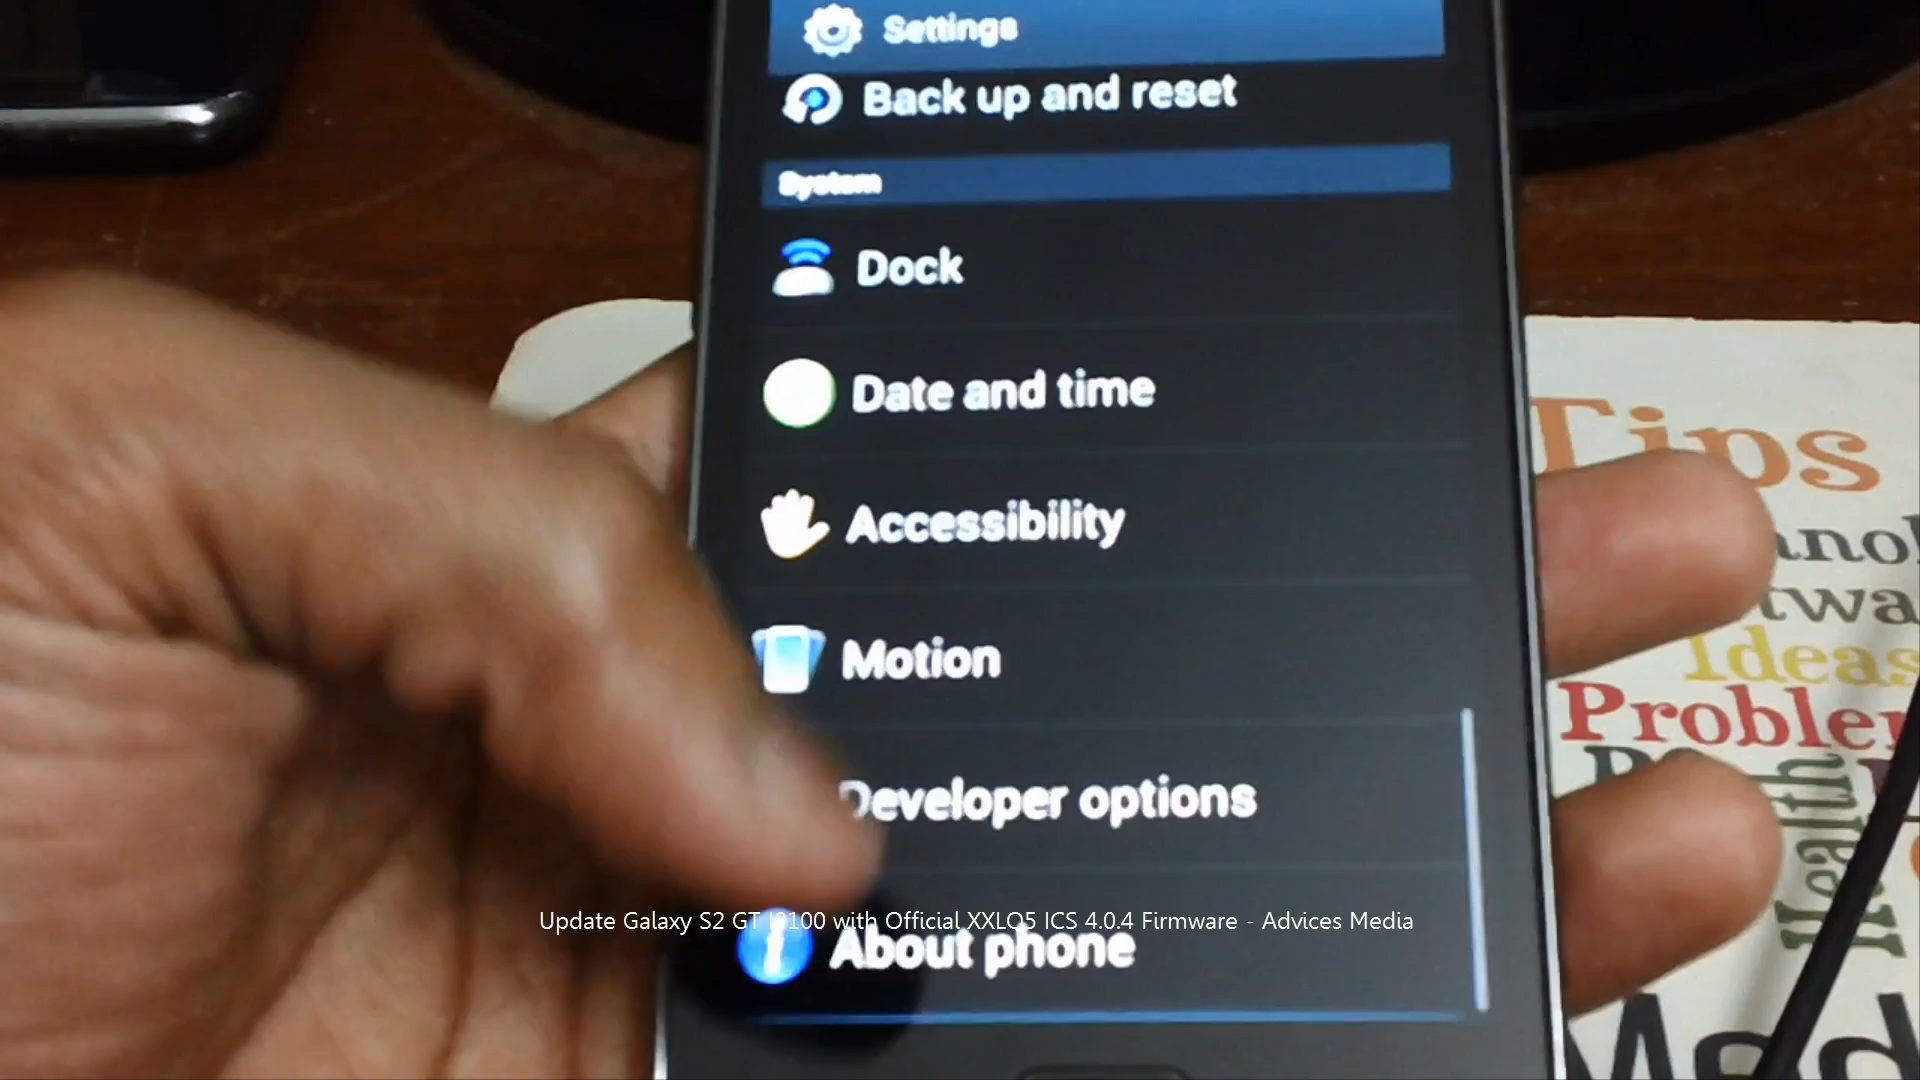 Settings
Back up and reset
System
Dock
Date and time
Accessibility
Motion
Developer options
Update Galaxy S2 GT I9100 with Official XXLQ5 ICS 4.0.4 Firmware - Advices Media
About phone
Tips
Ideas
Health